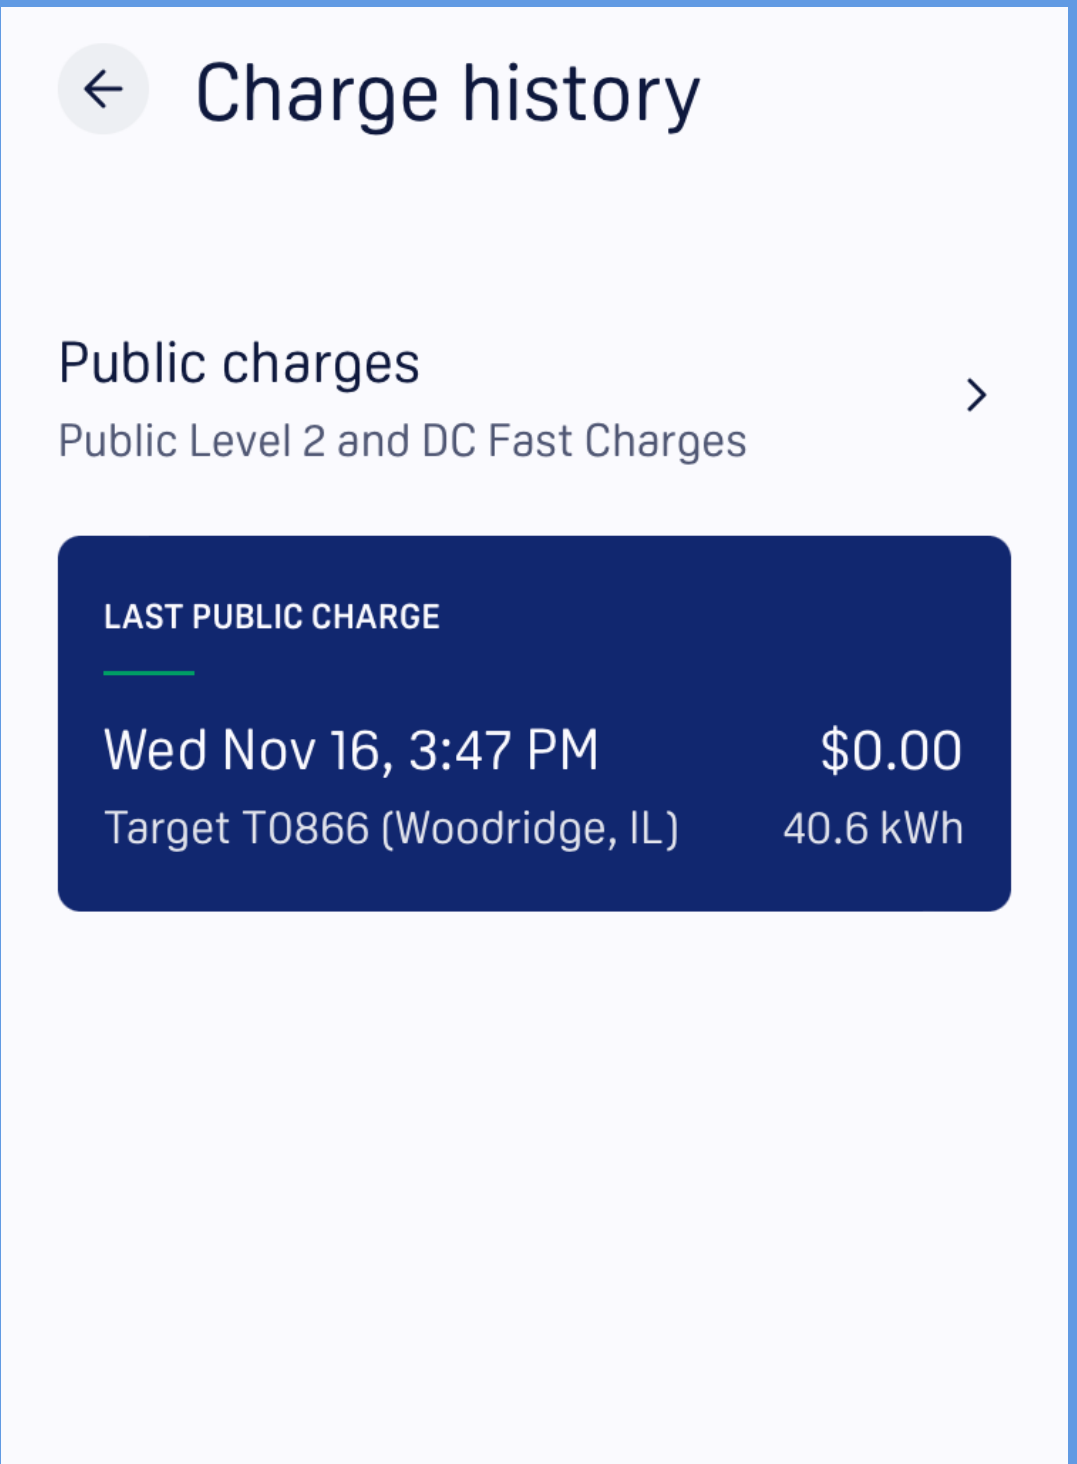 Charge history
Public charges
Public Level 2 and DC Fast Charges
LAST PUBLIC CHARGE
Wed Nov 16, 3:47 PM $0.00
Target T0866 (Woodridge, IL) 40.6 kWh